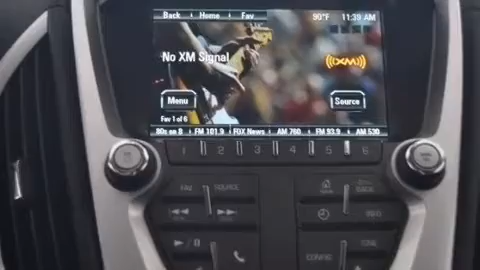 Back Home Fav 90°F 11:39 AM
No XM Signal
((XM))
Menu Source
Fav 1 of 6
80s on 8 FM 101.9 FOX News AM 760 FM 93.9 AM 530
1 2 3 4 5 6
FAV SOURCE
INFO
CONFIG